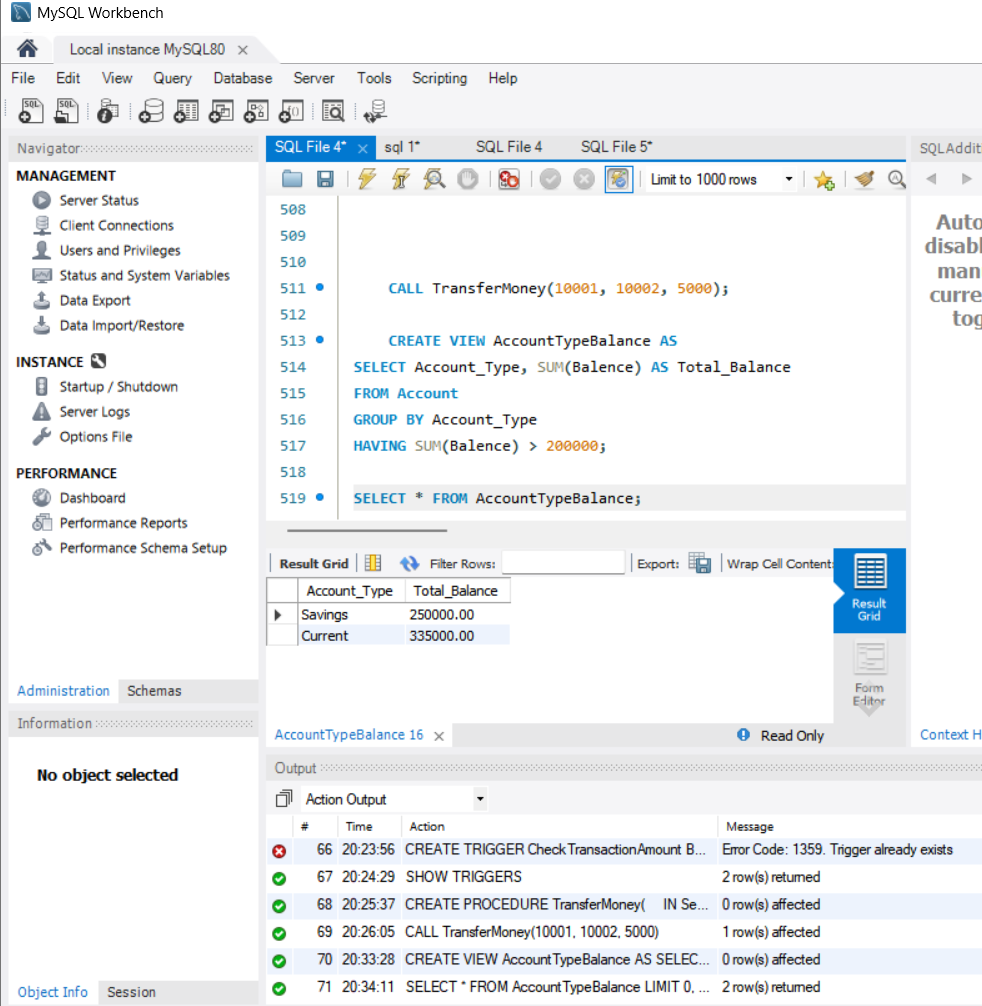 MySQL Workbench
Local instance MySQL80
File Edit View Query Database Server Tools Scripting Help
Navigator
MANAGEMENT
Server Status
Client Connections
Users and Privileges
Status and System Variables
Data Export
Data Import/Restore
INSTANCE
Startup / Shutdown
Server Logs
Options File
PERFORMANCE
Dashboard
Performance Reports
Performance Schema Setup
Administration Schemas
Information
No object selected
Object Info Session
SQL File 4* sql 1* SQL File 4 SQL File 5*
Limit to 1000 rows
508
509
510
511 CALL TransferMoney(10001, 10002, 5000);
512
513 CREATE VIEW AccountTypeBalance AS
514 SELECT Account_Type, SUM(Balence) AS Total_Balance
515 FROM Account
516 GROUP BY Account_Type
517 HAVING SUM(Balence) > 200000;
518
519 SELECT * FROM AccountTypeBalance;
Result Grid Filter Rows: Export: Wrap Cell Content:
Account_Type Total_Balance
Savings 250000.00
Current 335000.00
Result
Grid
Form
Editor
AccountTypeBalance 16 Read Only
Output
Action Output
# Time Action Message
66 20:23:56 CREATE TRIGGER CheckTransactionAmount B... Error Code: 1359. Trigger already exists
67 20:24:29 SHOW TRIGGERS 2 row(s) returned
68 20:25:37 CREATE PROCEDURE TransferMoney( IN Se... 0 row(s) affected
69 20:26:05 CALL TransferMoney(10001, 10002, 5000) 1 row(s) affected
70 20:33:28 CREATE VIEW AccountTypeBalance AS SELEC... 0 row(s) affected
71 20:34:11 SELECT * FROM AccountTypeBalance LIMIT 0, ... 2 row(s) returned
SQLAddit
Auto
disabl
man
curre
tog
Context H